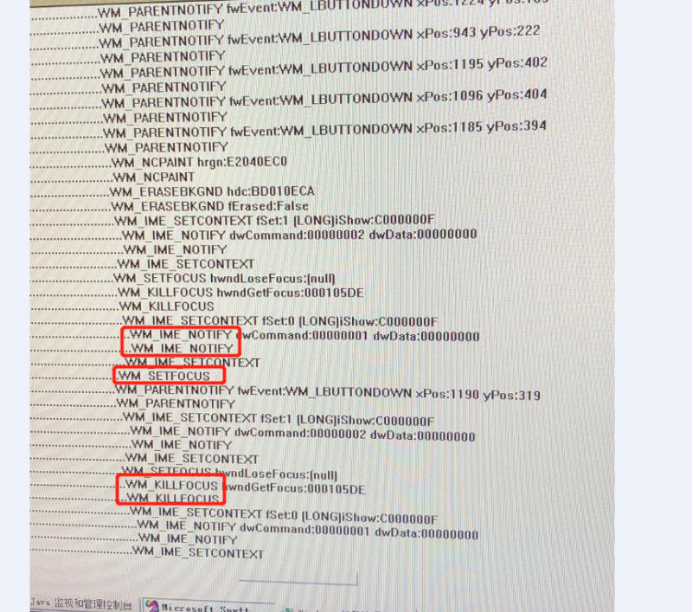 WM_PARENTNOTIFY fwEvent:WM_LBUTTONDOWN
WM_PARENTNOTIFY
WM_PARENTNOTIFY fwEvent:WM_LBUTTONDOWN xPos:943 yPos:222
WM_PARENTNOTIFY
WM_PARENTNOTIFY fwEvent:WM_LBUTTONDOWN xPos:1195 yPos:402
WM_PARENTNOTIFY
WM_PARENTNOTIFY fwEvent:WM_LBUTTONDOWN xPos:1096 yPos:404
WM_PARENTNOTIFY
WM_PARENTNOTIFY fwEvent:WM_LBUTTONDOWN xPos:1185 yPos:394
WM_PARENTNOTIFY
WM_NCPAINT hrgn:E2040EC0
WM_NCPAINT
WM_ERASEBKGND hdc:BD010ECA
WM_ERASEBKGND fErased:False
WM_IME_SETCONTEXT fSet:1 (LONG)iShow:C000000F
WM_IME_NOTIFY dwCommand:00000002 dwData:00000000
WM_IME_NOTIFY
WM_IME_SETCONTEXT
WM_SETFOCUS hwndLoseFocus:(null)
WM_KILLFOCUS hwndGetFocus:000105DE
WM_KILLFOCUS
WM_IME_SETCONTEXT fSet:0 (LONG)iShow:C000000F
WM_IME_NOTIFY dwCommand:00000001 dwData:00000000
WM_IME_NOTIFY
WM_IME_SETCONTEXT
WM_SETFOCUS
WM_PARENTNOTIFY fwEvent:WM_LBUTTONDOWN xPos:1190 yPos:319
WM_PARENTNOTIFY
WM_IME_SETCONTEXT fSet:1 (LONG)iShow:C000000F
WM_IME_NOTIFY dwCommand:00000002 dwData:00000000
WM_IME_NOTIFY
WM_IME_SETCONTEXT
WM_SETFOCUS hwndLoseFocus:(null)
WM_KILLFOCUS hwndGetFocus:000105DE
WM_KILLFOCUS
WM_IME_SETCONTEXT fSet:0 (LONG)iShow:C000000F
WM_IME_NOTIFY dwCommand:00000001 dwData:00000000
WM_IME_NOTIFY
WM_IME_SETCONTEXT
Java 监视和管理控制台
Microsoft Spy++